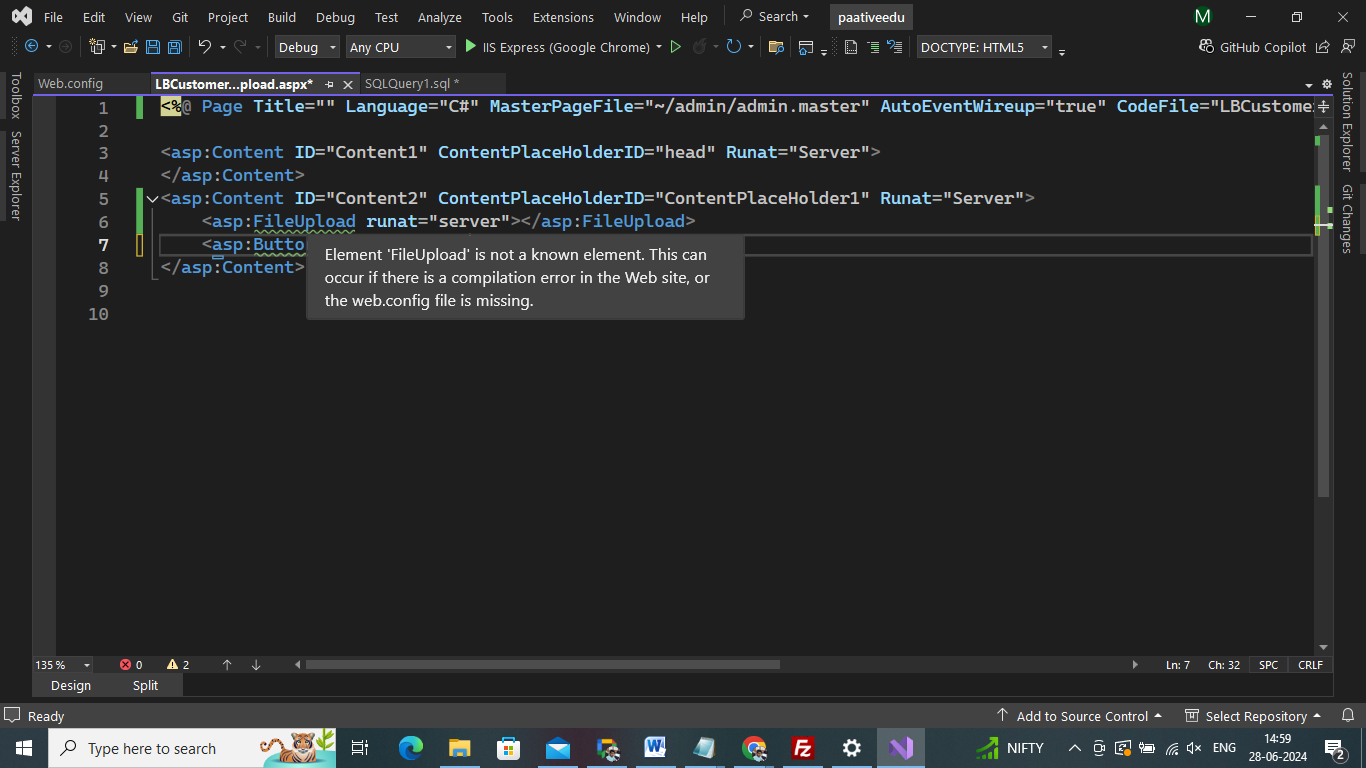 File Edit View Git Project Build Debug Test Analyze Tools Extensions Window Help Search paativeedu M
Debug Any CPU IIS Express (Google Chrome) DOCTYPE: HTML5 GitHub Copilot
Web.config LBCustomer...pload.aspx* SQLQuery1.sql *
Toolbox
Server Explorer
Solution Explorer
Git Changes
1 <%@ Page Title="" Language="C#" MasterPageFile="~/admin/admin.master" AutoEventWireup="true" CodeFile="LBCustome
2
3 <asp:Content ID="Content1" ContentPlaceHolderID="head" Runat="Server">
4 </asp:Content>
5 <asp:Content ID="Content2" ContentPlaceHolderID="ContentPlaceHolder1" Runat="Server">
6 <asp:FileUpload runat="server"></asp:FileUpload>
7 <asp:Butto
8 </asp:Content>
9
10
Element 'FileUpload' is not a known element. This can
occur if there is a compilation error in the Web site, or
the web.config file is missing.
135 % 0 2 Ln: 7 Ch: 32 SPC CRLF
Design Split
Ready Add to Source Control Select Repository
Type here to search NIFTY ENG 14:59
28-06-2024 2